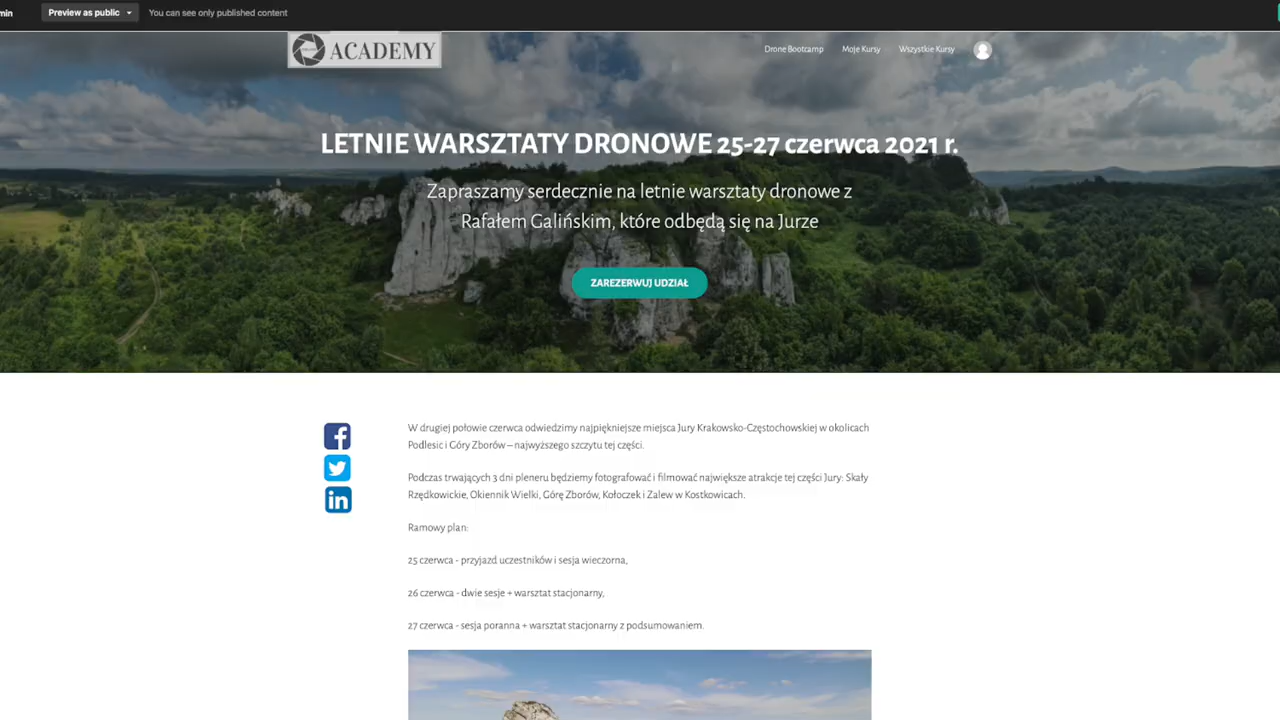 min
Preview as public
You can see only published content
ACADEMY
Drone Bootcamp
Moje Kursy
Wszystkie Kursy
LETNIE WARSZTATY DRONOWE 25-27 czerwca 2021 r.
Zapraszamy serdecznie na letnie warsztaty dronowe z
Rafałem Galińskim, które odbędą się na Jurze
ZAREZERWUJ UDZIAŁ
W drugiej połowie czerwca odwiedzimy najpiękniejsze miejsca Jury Krakowsko-Częstochowskiej w okolicach
Podlesic i Góry Zborów – najwyższego szczytu tej części.
Podczas trwających 3 dni pleneru będziemy fotografować i filmować największe atrakcje tej części Jury: Skały
Rzędkowickie, Okiennik Wielki, Górę Zborów, Kołoczek i Zalew w Kostkowicach.
Ramowy plan:
25 czerwca - przyjazd uczestników i sesja wieczorna,
26 czerwca - dwie sesje + warsztat stacjonarny,
27 czerwca - sesja poranna + warsztat stacjonarny z podsumowaniem.